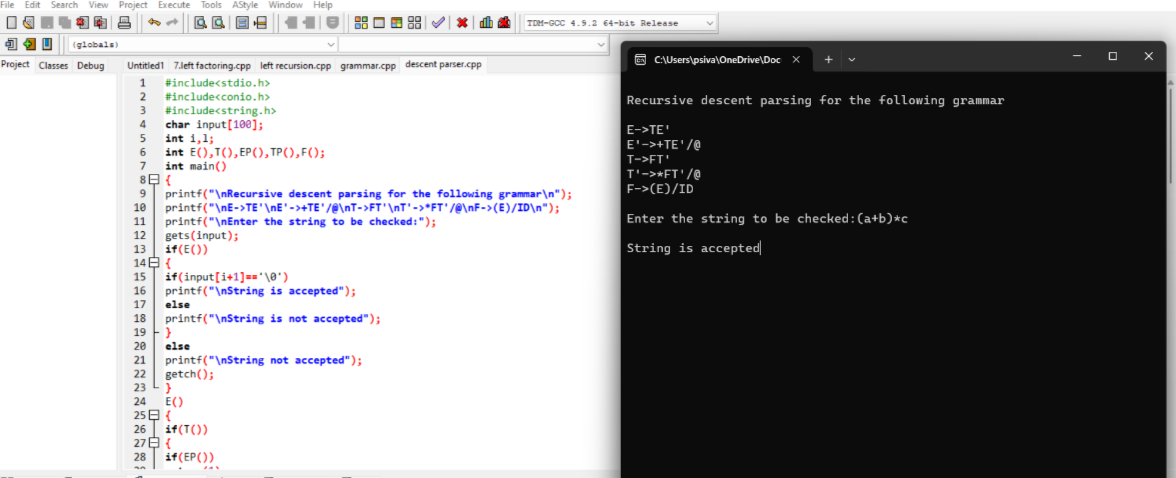 File Edit Search View Project Execute Tools AStyle Window Help
TDM-GCC 4.9.2 64-bit Release
(globals)
Project Classes Debug
Untitled1 7.left factoring.cpp left recursion.cpp grammar.cpp descent parser.cpp
1 #include<stdio.h>
2 #include<conio.h>
3 #include<string.h>
4 char input[100];
5 int i,l;
6 int E(),T(),EP(),TP(),F();
7 int main()
8 {
9 printf("\nRecursive descent parsing for the following grammar\n");
10 printf("\nE->TE'\nE'->+TE'/@\nT->FT'\nT'->*FT'/@\nF->(E)/ID\n");
11 printf("\nEnter the string to be checked:");
12 gets(input);
13 if(E())
14 {
15 if(input[i+1]=='\0')
16 printf("\nString is accepted");
17 else
18 printf("\nString is not accepted");
19 }
20 else
21 printf("\nString not accepted");
22 getch();
23 }
24 E()
25 {
26 if(T())
27 {
28 if(EP())
C:\Users\psiva\OneDrive\Doc
Recursive descent parsing for the following grammar
E->TE'
E'->+TE'/@
T->FT'
T'->*FT'/@
F->(E)/ID
Enter the string to be checked:(a+b)*c
String is accepted